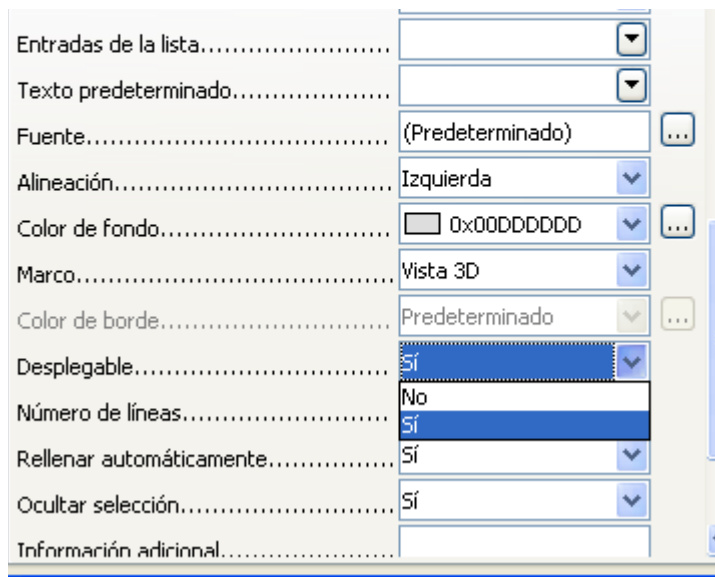 Entradas de la lista........................
Texto predeterminado....................
Fuente...................................... (Predeterminado) ...
Alineación................................... Izquierda
Color de fondo............................. 0x00DDDDDD ...
Marco....................................... Vista 3D
Color de borde............................. Predeterminado ...
Desplegable................................ Sí
No
Número de líneas.......................... Sí
Rellenar automáticamente................ Sí
Ocultar selección.......................... Sí
Información adicional......................